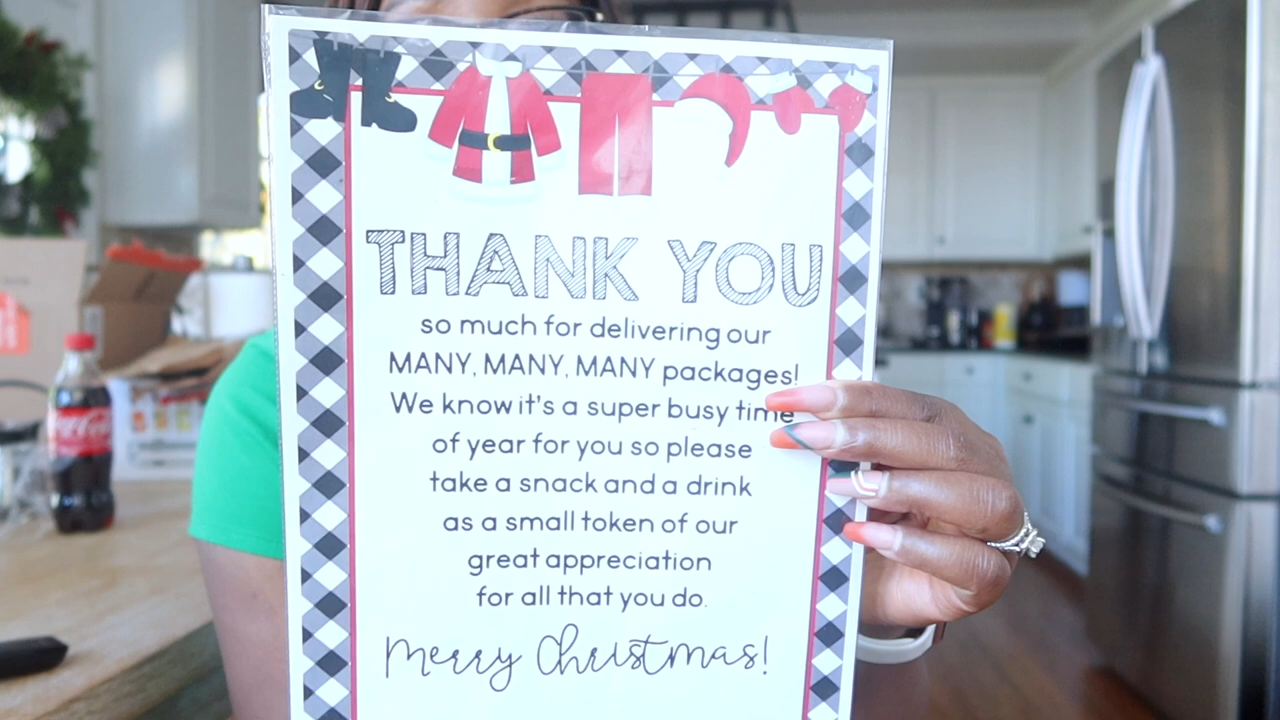 THANK YOU
so much for delivering our
MANY, MANY, MANY packages!
We know it's a super busy time
of year for you so please
take a snack and a drink
as a small token of our
great appreciation
for all that you do.
Merry Christmas!
Coca-Cola